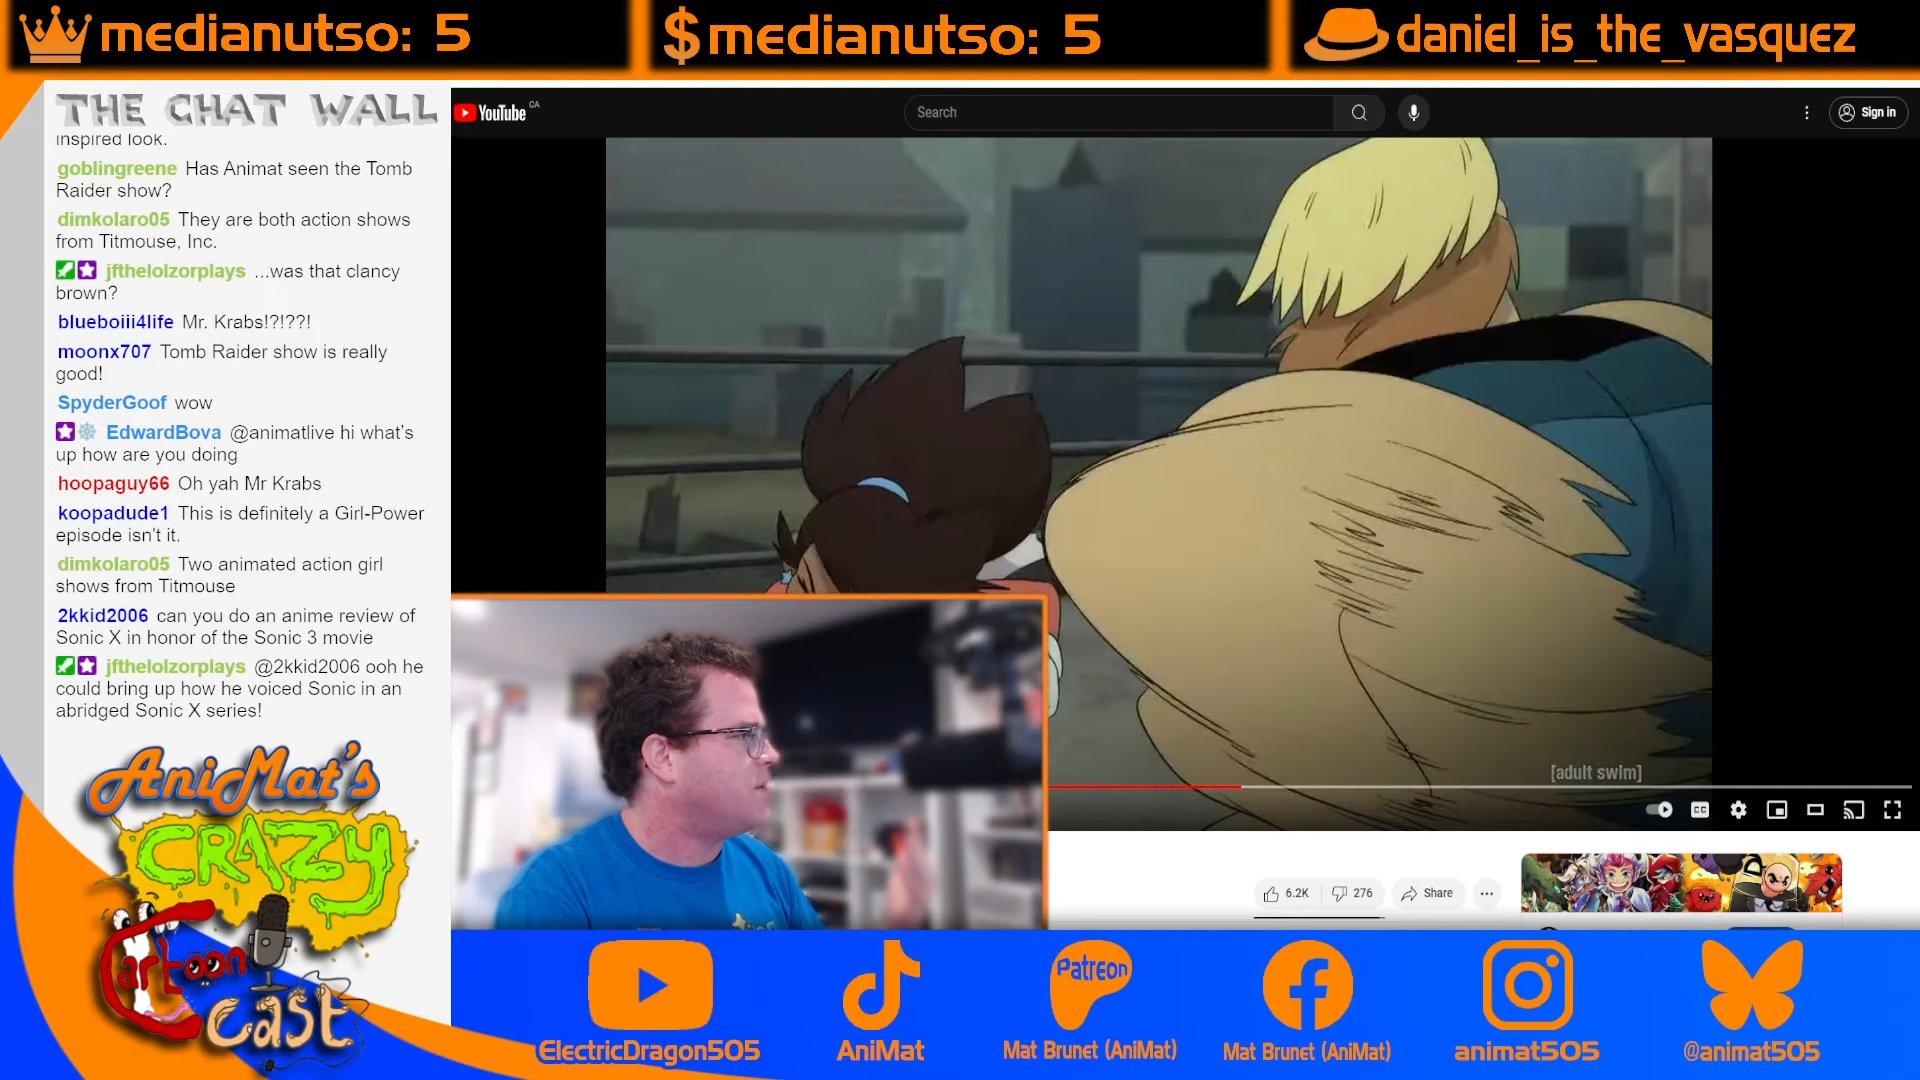 medianutso: 5
$medianutso: 5
daniel_is_the_vasquez
THE CHAT WALL
inspired look.
goblingreene Has Animat seen the Tomb
Raider show?
dimkolaro05 They are both action shows
from Titmouse, Inc.
jfthelolzorplays ...was that clancy
brown?
blueboiii4life Mr. Krabs!?!??!
moonx707 Tomb Raider show is really
good!
SpyderGoof wow
EdwardBova @animatlive hi what's
up how are you doing
hoopaguy66 Oh yah Mr Krabs
koopadude1 This is definitely a Girl-Power
episode isn't it.
dimkolaro05 Two animated action girl
shows from Titmouse
2kkid2006 can you do an anime review of
Sonic X in honor of the Sonic 3 movie
jfthelolzorplays @2kkid2006 ooh he
could bring up how he voiced Sonic in an
abridged Sonic X series!
AniMat's
CRAZY
Cartoon
Cast
YouTube CA
Search
Sign in
[adult swim]
CC
6.2K
276
Share
Patreon
ElectricDragon505
AniMat
Mat Brunet (AniMat)
Mat Brunet (AniMat)
animat505
@animat505